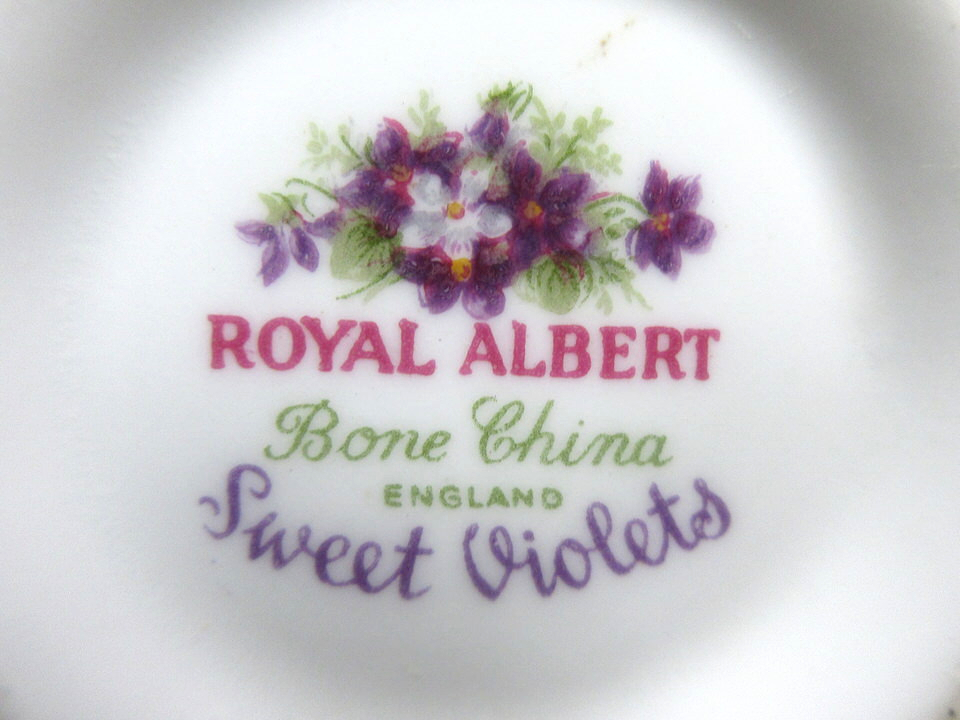 ROYAL ALBERT
Bone China
ENGLAND
Sweet Violets